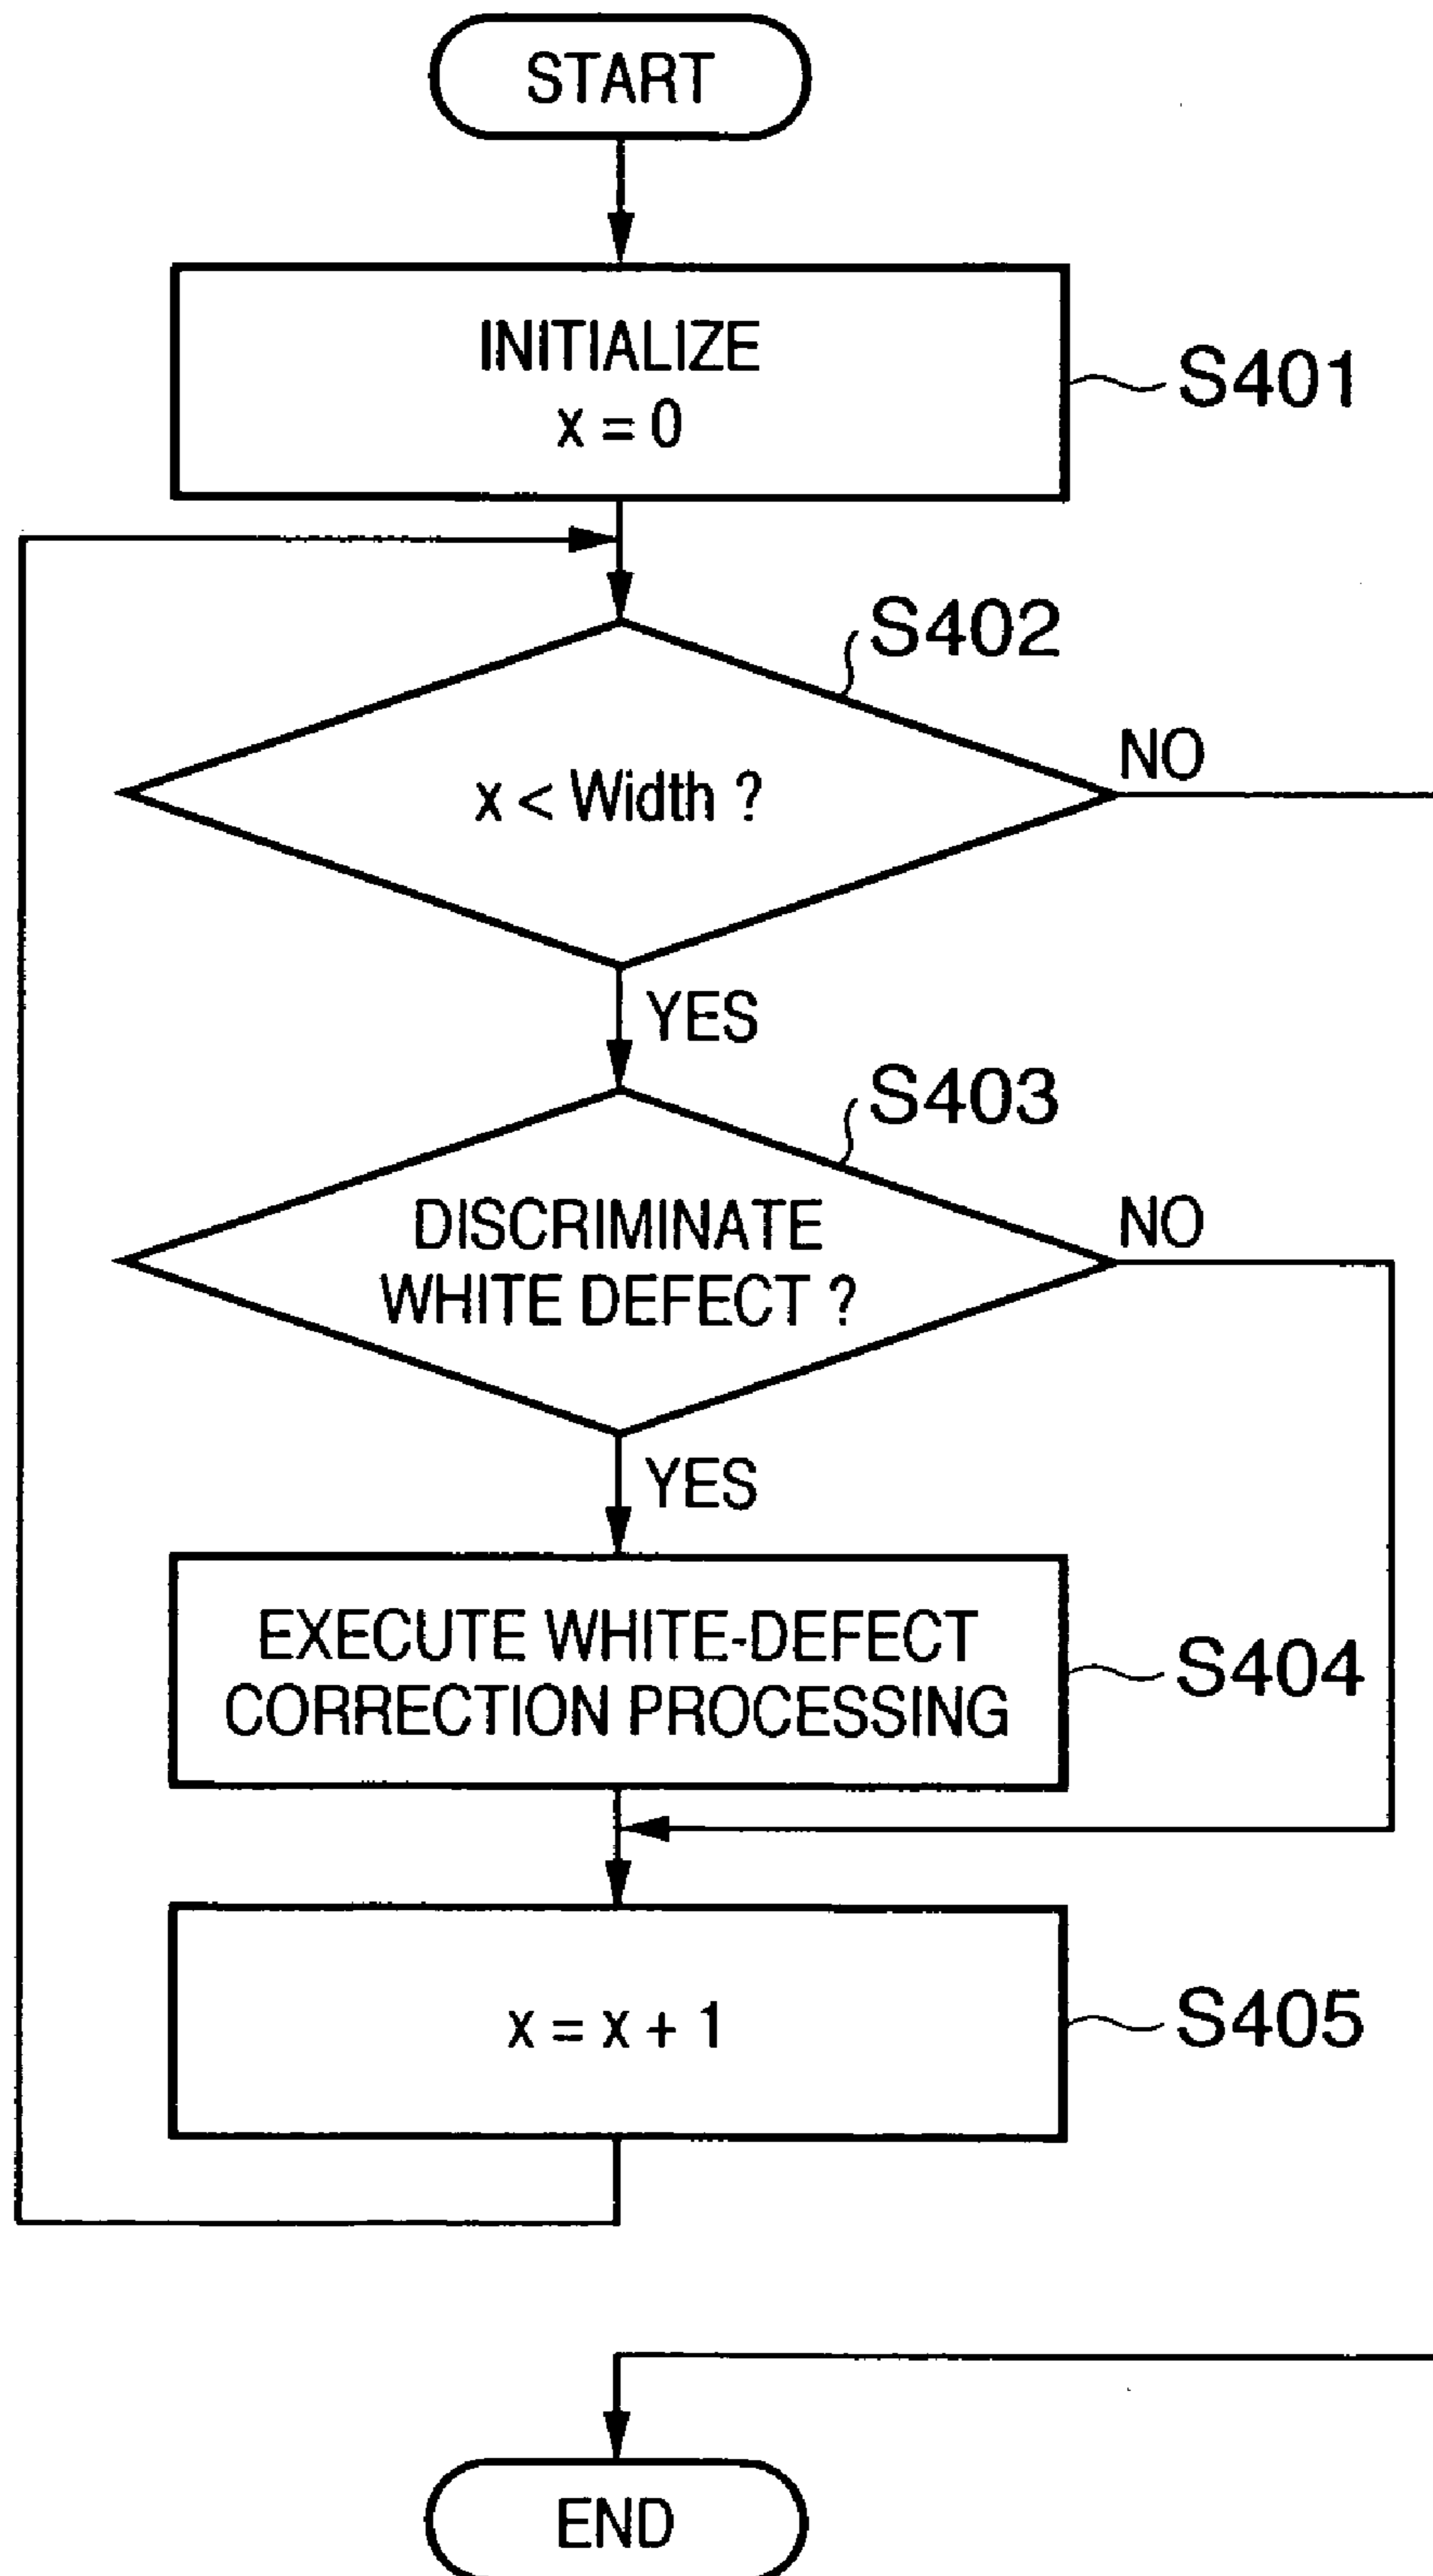 START
INITIALIZE
x = 0
S401
S402
x < Width ?
NO
YES
S403
DISCRIMINATE
WHITE DEFECT ?
NO
YES
EXECUTE WHITE-DEFECT
CORRECTION PROCESSING
S404
x = x + 1
S405
END